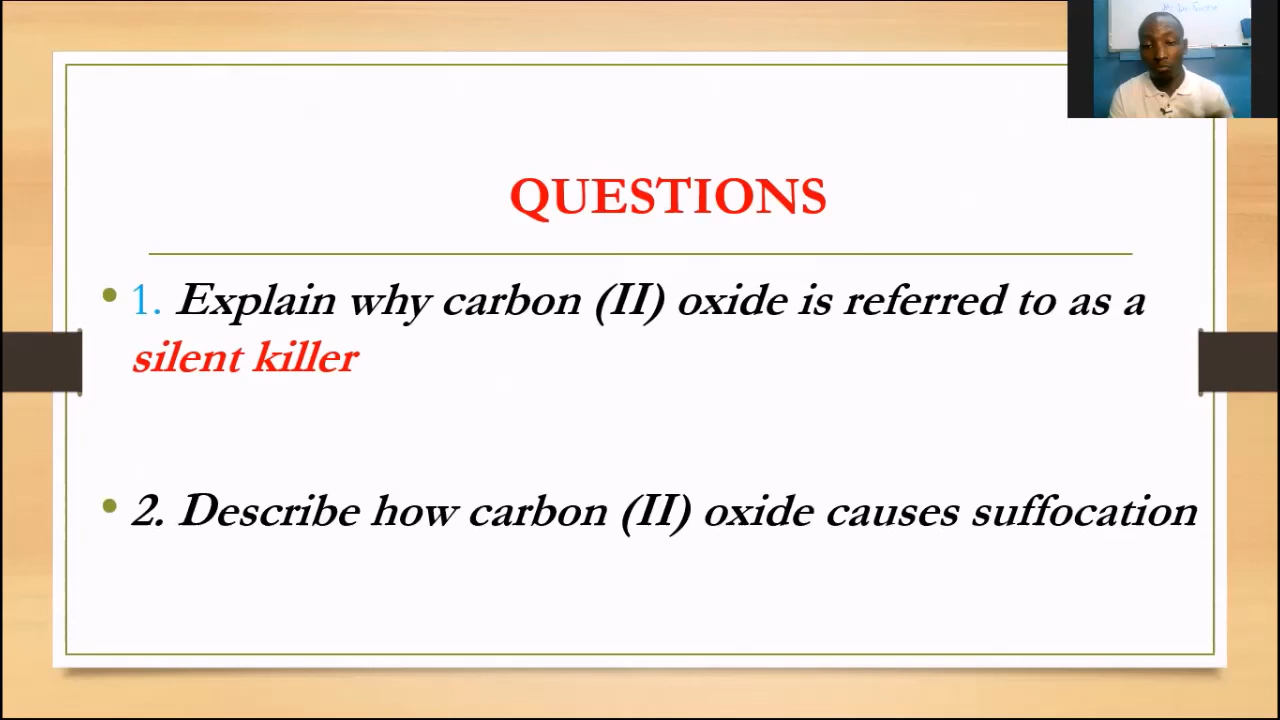 QUESTIONS
• 1. Explain why carbon (II) oxide is referred to as a
silent killer
• 2. Describe how carbon (II) oxide causes suffocation